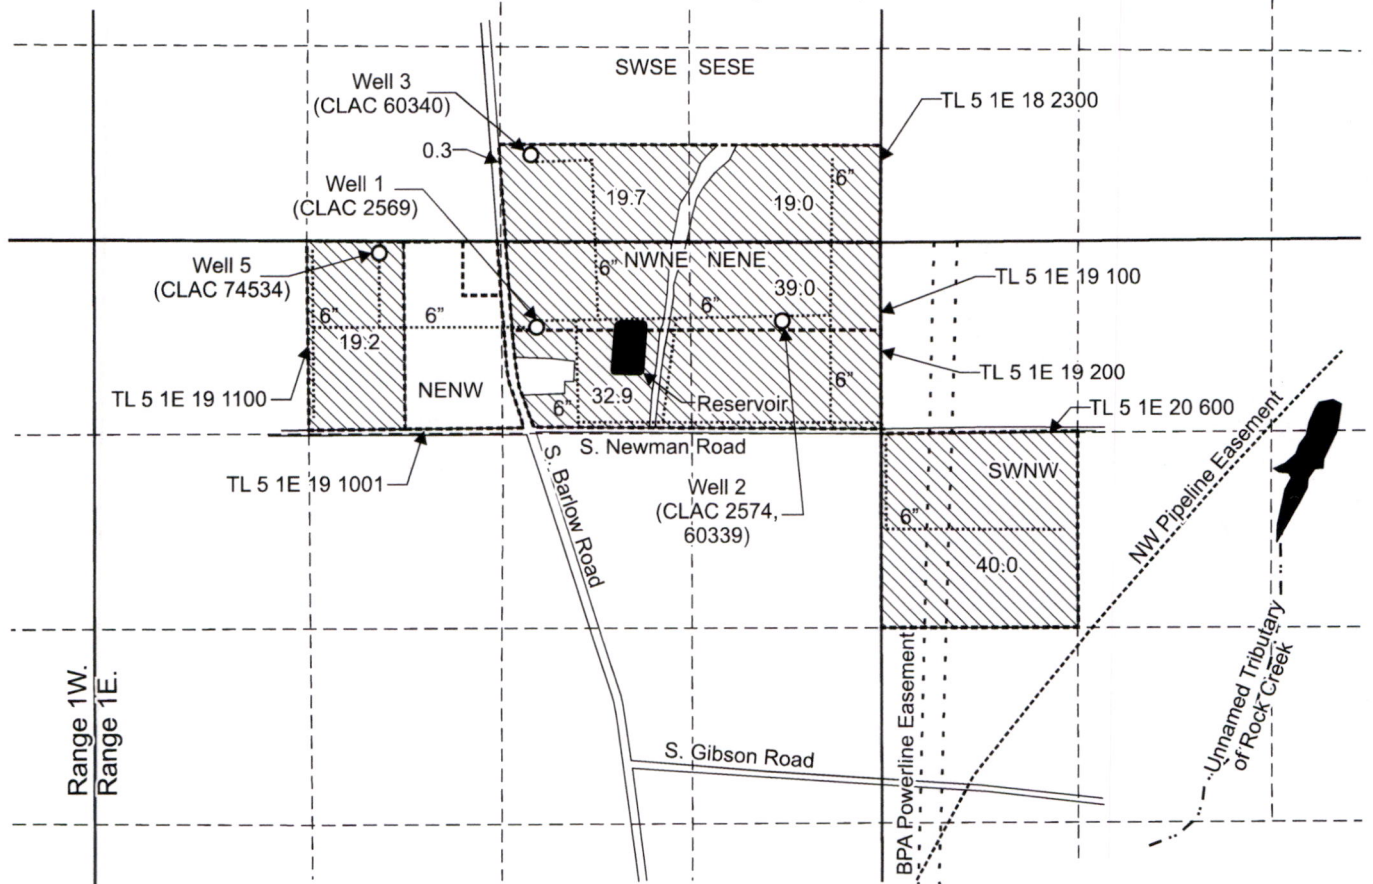 SWSE
SESE
Well 3
(CLAC 60340)
TL 5 1E 18 2300
0.3
Well 1
(CLAC 2569)
19.7
19.0
6"
Well 5
(CLAC 74534)
6"
NWNE
NENE
TL 5 1E 19 100
39.0
6"
6"
6"
19.2
TL 5 1E 19 200
NENW
6"
TL 5 1E 19 1100
32.9
6"
Reservoir
TL 5 1E 20 600
S. Newman Road
TL 5 1E 19 1001
S. Barlow Road
Well 2
(CLAC 2574,
60339)
SWNW
6"
40.0
NW Pipeline Easement
Unnamed Tributary
of Rock Creek
Range 1W.
Range 1E.
S. Gibson Road
BPA Powerline Easement